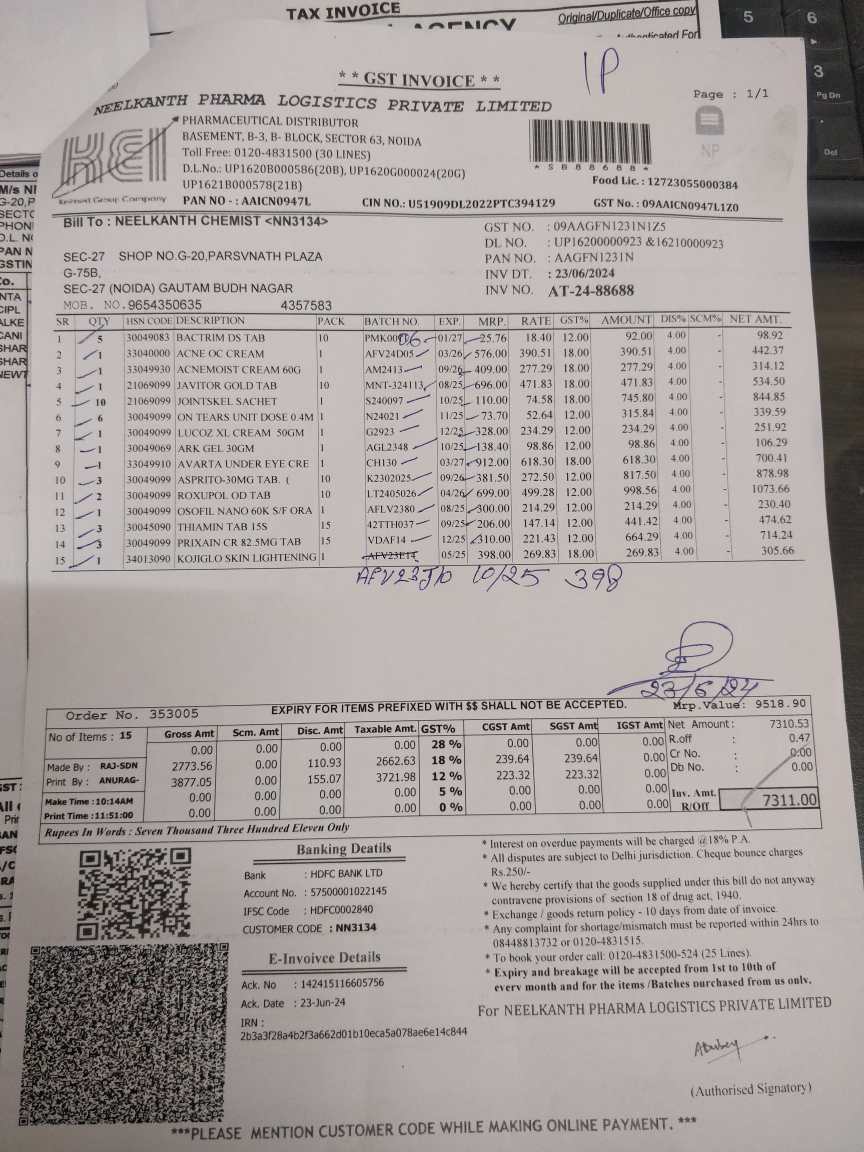 TAX INVOICE
Original/Duplicate/Office copy
AGENCY
5 6
3
Pg Dn
Del
IP
* * GST INVOICE * *
Page : 1/1
NEELKANTH PHARMA LOGISTICS PRIVATE LIMITED
PHARMACEUTICAL DISTRIBUTOR
BASEMENT, B-3, B- BLOCK, SECTOR 63, NOIDA
Toll Free: 0120-4831500 (30 LINES)
D.L.No.: UP1620B000586(20B), UP1620G000024(20G)
UP1621B000578(21B)
KEI
Keimed Group Company
* S B 8 8 6 8 8 *
NP
Food Lic. : 12723055000384
PAN NO - : AAICN0947L CIN NO.: U51909DL2022PTC394129 GST No. : 09AAICN0947L1Z0
Bill To : NEELKANTH CHEMIST <NN3134>
SEC-27 SHOP NO.G-20,PARSVNATH PLAZA
G-75B,
SEC-27 (NOIDA) GAUTAM BUDH NAGAR
MOB. NO.9654350635 4357583
GST NO. : 09AAGFN1231N1Z5
DL NO. : UP16200000923 &16210000923
PAN NO. : AAGFN1231N
INV DT. : 23/06/2024
INV NO. AT-24-88688
SR QTY HSN CODE DESCRIPTION PACK BATCH NO. EXP. MRP. RATE GST% AMOUNT DIS% SCM% NET AMT.
1 5 30049083 BACTRIM DS TAB 10 PMK00 06 01/27 25.76 18.40 12.00 92.00 4.00 - 98.92
2 1 33040000 ACNE OC CREAM 1 AFV24D05 03/26 576.00 390.51 18.00 390.51 4.00 - 442.37
3 1 33049930 ACNEMOIST CREAM 60G 1 AM2413 09/26 409.00 277.29 18.00 277.29 4.00 - 314.12
4 1 21069099 JAVITOR GOLD TAB 10 MNT-324113 08/25 696.00 471.83 18.00 471.83 4.00 - 534.50
5 10 21069099 JOINTSKEL SACHET 1 S240097 10/25 110.00 74.58 18.00 745.80 4.00 - 844.85
6 6 30049099 ON TEARS UNIT DOSE 0.4M 1 N24021 11/25 73.70 52.64 12.00 315.84 4.00 - 339.59
7 1 30049099 LUCOZ XL CREAM 50GM 1 G2923 12/25 328.00 234.29 12.00 234.29 4.00 - 251.92
8 1 30049069 ARK GEL 30GM 1 AGL2348 10/25 138.40 98.86 12.00 98.86 4.00 - 106.29
9 1 33049910 AVARTA UNDER EYE CRE 1 CH130 03/27 912.00 618.30 18.00 618.30 4.00 - 700.41
10 3 30049099 ASPRITO-30MG TAB. ( 10 K2302025 09/26 381.50 272.50 12.00 817.50 4.00 - 878.98
11 2 30049099 ROXUPOL OD TAB 10 LT2405026 04/26 699.00 499.28 12.00 998.56 4.00 - 1073.66
12 1 30049099 OSOFIL NANO 60K S/F ORA 1 AFLV2380 08/25 300.00 214.29 12.00 214.29 4.00 - 230.40
13 3 30045090 THIAMIN TAB 15S 15 42TTH037 09/25 206.00 147.14 12.00 441.42 4.00 - 474.62
14 3 30049099 PRIXAIN CR 82.5MG TAB 15 VDAF14 12/25 310.00 221.43 12.00 664.29 4.00 - 714.24
15 1 34013090 KOJIGLO SKIN LIGHTENING 1 AFV23E14 05/25 398.00 269.83 18.00 269.83 4.00 - 305.66
10/25 398
23/6/24
Order No. 353005 EXPIRY FOR ITEMS PREFIXED WITH $$ SHALL NOT BE ACCEPTED. Mrp.Value: 9518.90
No of Items : 15
Made By : RAJ-SDN
Print By : ANURAG-
Make Time :10:14AM
Print Time :11:51:00
Gross Amt Scm. Amt Disc. Amt Taxable Amt. GST% CGST Amt SGST Amt IGST Amt
0.00 0.00 0.00 0.00 28 % 0.00 0.00 0.00
2773.56 0.00 110.93 2662.63 18 % 239.64 239.64 0.00
3877.05 0.00 155.07 3721.98 12 % 223.32 223.32 0.00
0.00 0.00 0.00 0.00 5 % 0.00 0.00 0.00
0.00 0.00 0.00 0.00 0 % 0.00 0.00 0.00
Net Amount : 7310.53
R.off : 0.47
Cr No. : 0.00
Db No. : 0.00
Inv. Amt. R/Off 7311.00
Rupees In Words : Seven Thousand Three Hundred Eleven Only
Banking Deatils
Bank : HDFC BANK LTD
Account No. : 57500001022145
IFSC Code : HDFC0002840
CUSTOMER CODE : NN3134
E-Invoivce Details
Ack. No : 142415116605756
Ack. Date : 23-Jun-24
IRN :
2b3a3f28a4b2f3a662d01b10eca5a078ae6e14c844
* Interest on overdue payments will be charged @18% P.A.
* All disputes are subject to Delhi jurisdiction. Cheque bounce charges
Rs.250/-
* We hereby certify that the goods supplied under this bill do not anyway
contravene provisions of section 18 of drug act, 1940.
* Exchange / goods return policy - 10 days from date of invoice.
* Any complaint for shortage/mismatch must be reported within 24hrs to
08448813732 or 0120-4831515.
* To book your order call: 0120-4831500-524 (25 Lines).
* Expiry and breakage will be accepted from 1st to 10th of
every month and for the items /Batches purchased from us only.
For NEELKANTH PHARMA LOGISTICS PRIVATE LIMITED
(Authorised Signatory)
***PLEASE MENTION CUSTOMER CODE WHILE MAKING ONLINE PAYMENT. ***